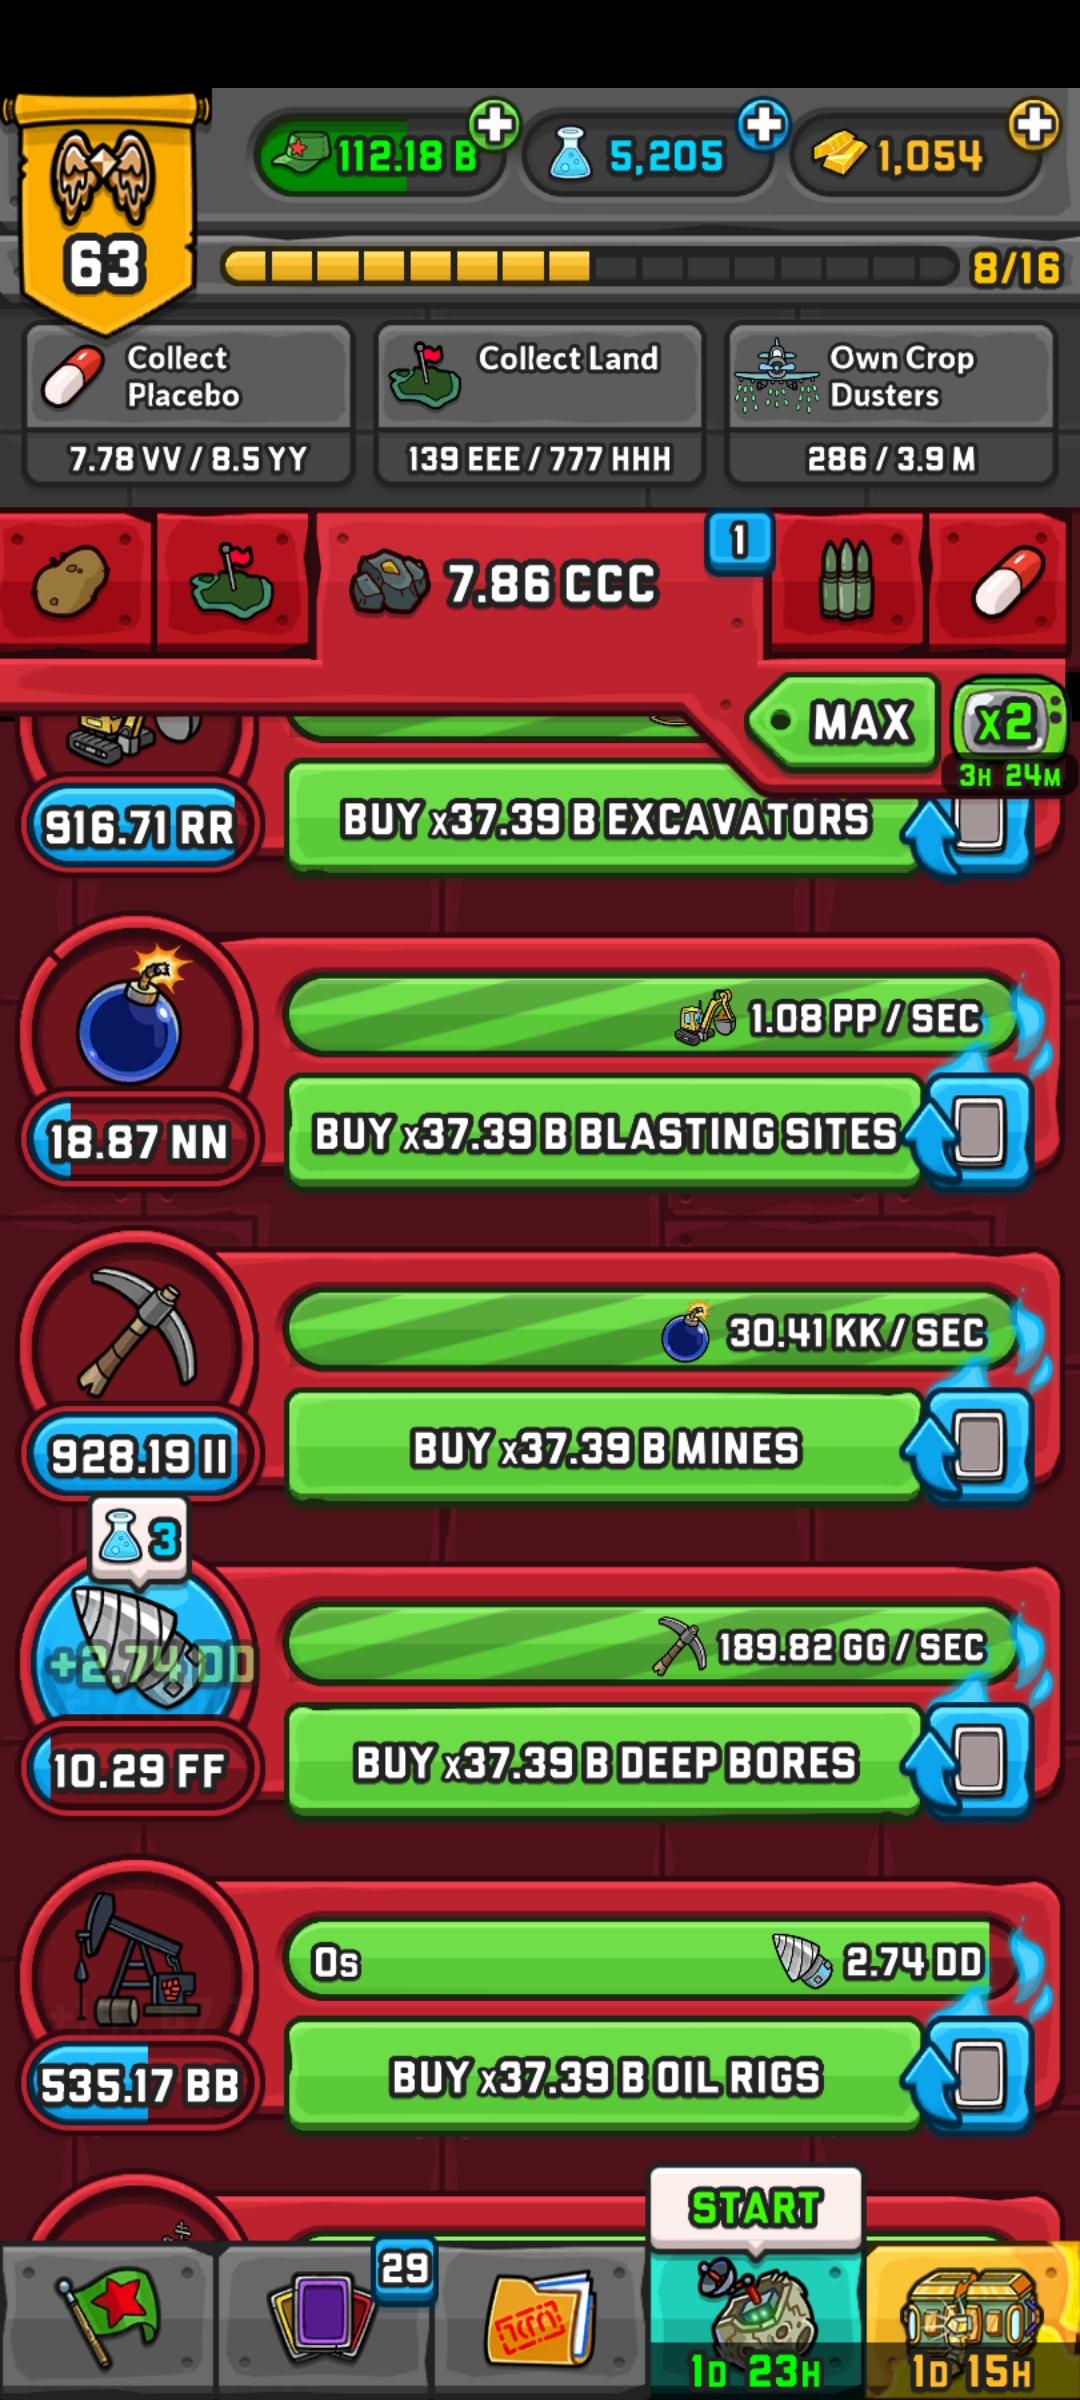 112.18 B
5,205
1,054
63
8/16
Collect
Placebo
7.78 VV / 8.5 YY
Collect Land
139 EEE / 777 HHH
Own Crop
Dusters
286 / 3.9 M
7.86 CCC
1
MAX
x2
3H 24M
916.71 RR
BUY x37.39 B EXCAVATORS
1.08 PP / SEC
18.87 NN
BUY x37.39 B BLASTING SITES
30.41 KK / SEC
928.19 II
BUY x37.39 B MINES
3
+2.74 DD
189.82 GG / SEC
10.29 FF
BUY x37.39 B DEEP BORES
0s
2.74 DD
535.17 BB
BUY x37.39 B OIL RIGS
START
29
1D 23H
1D 15H